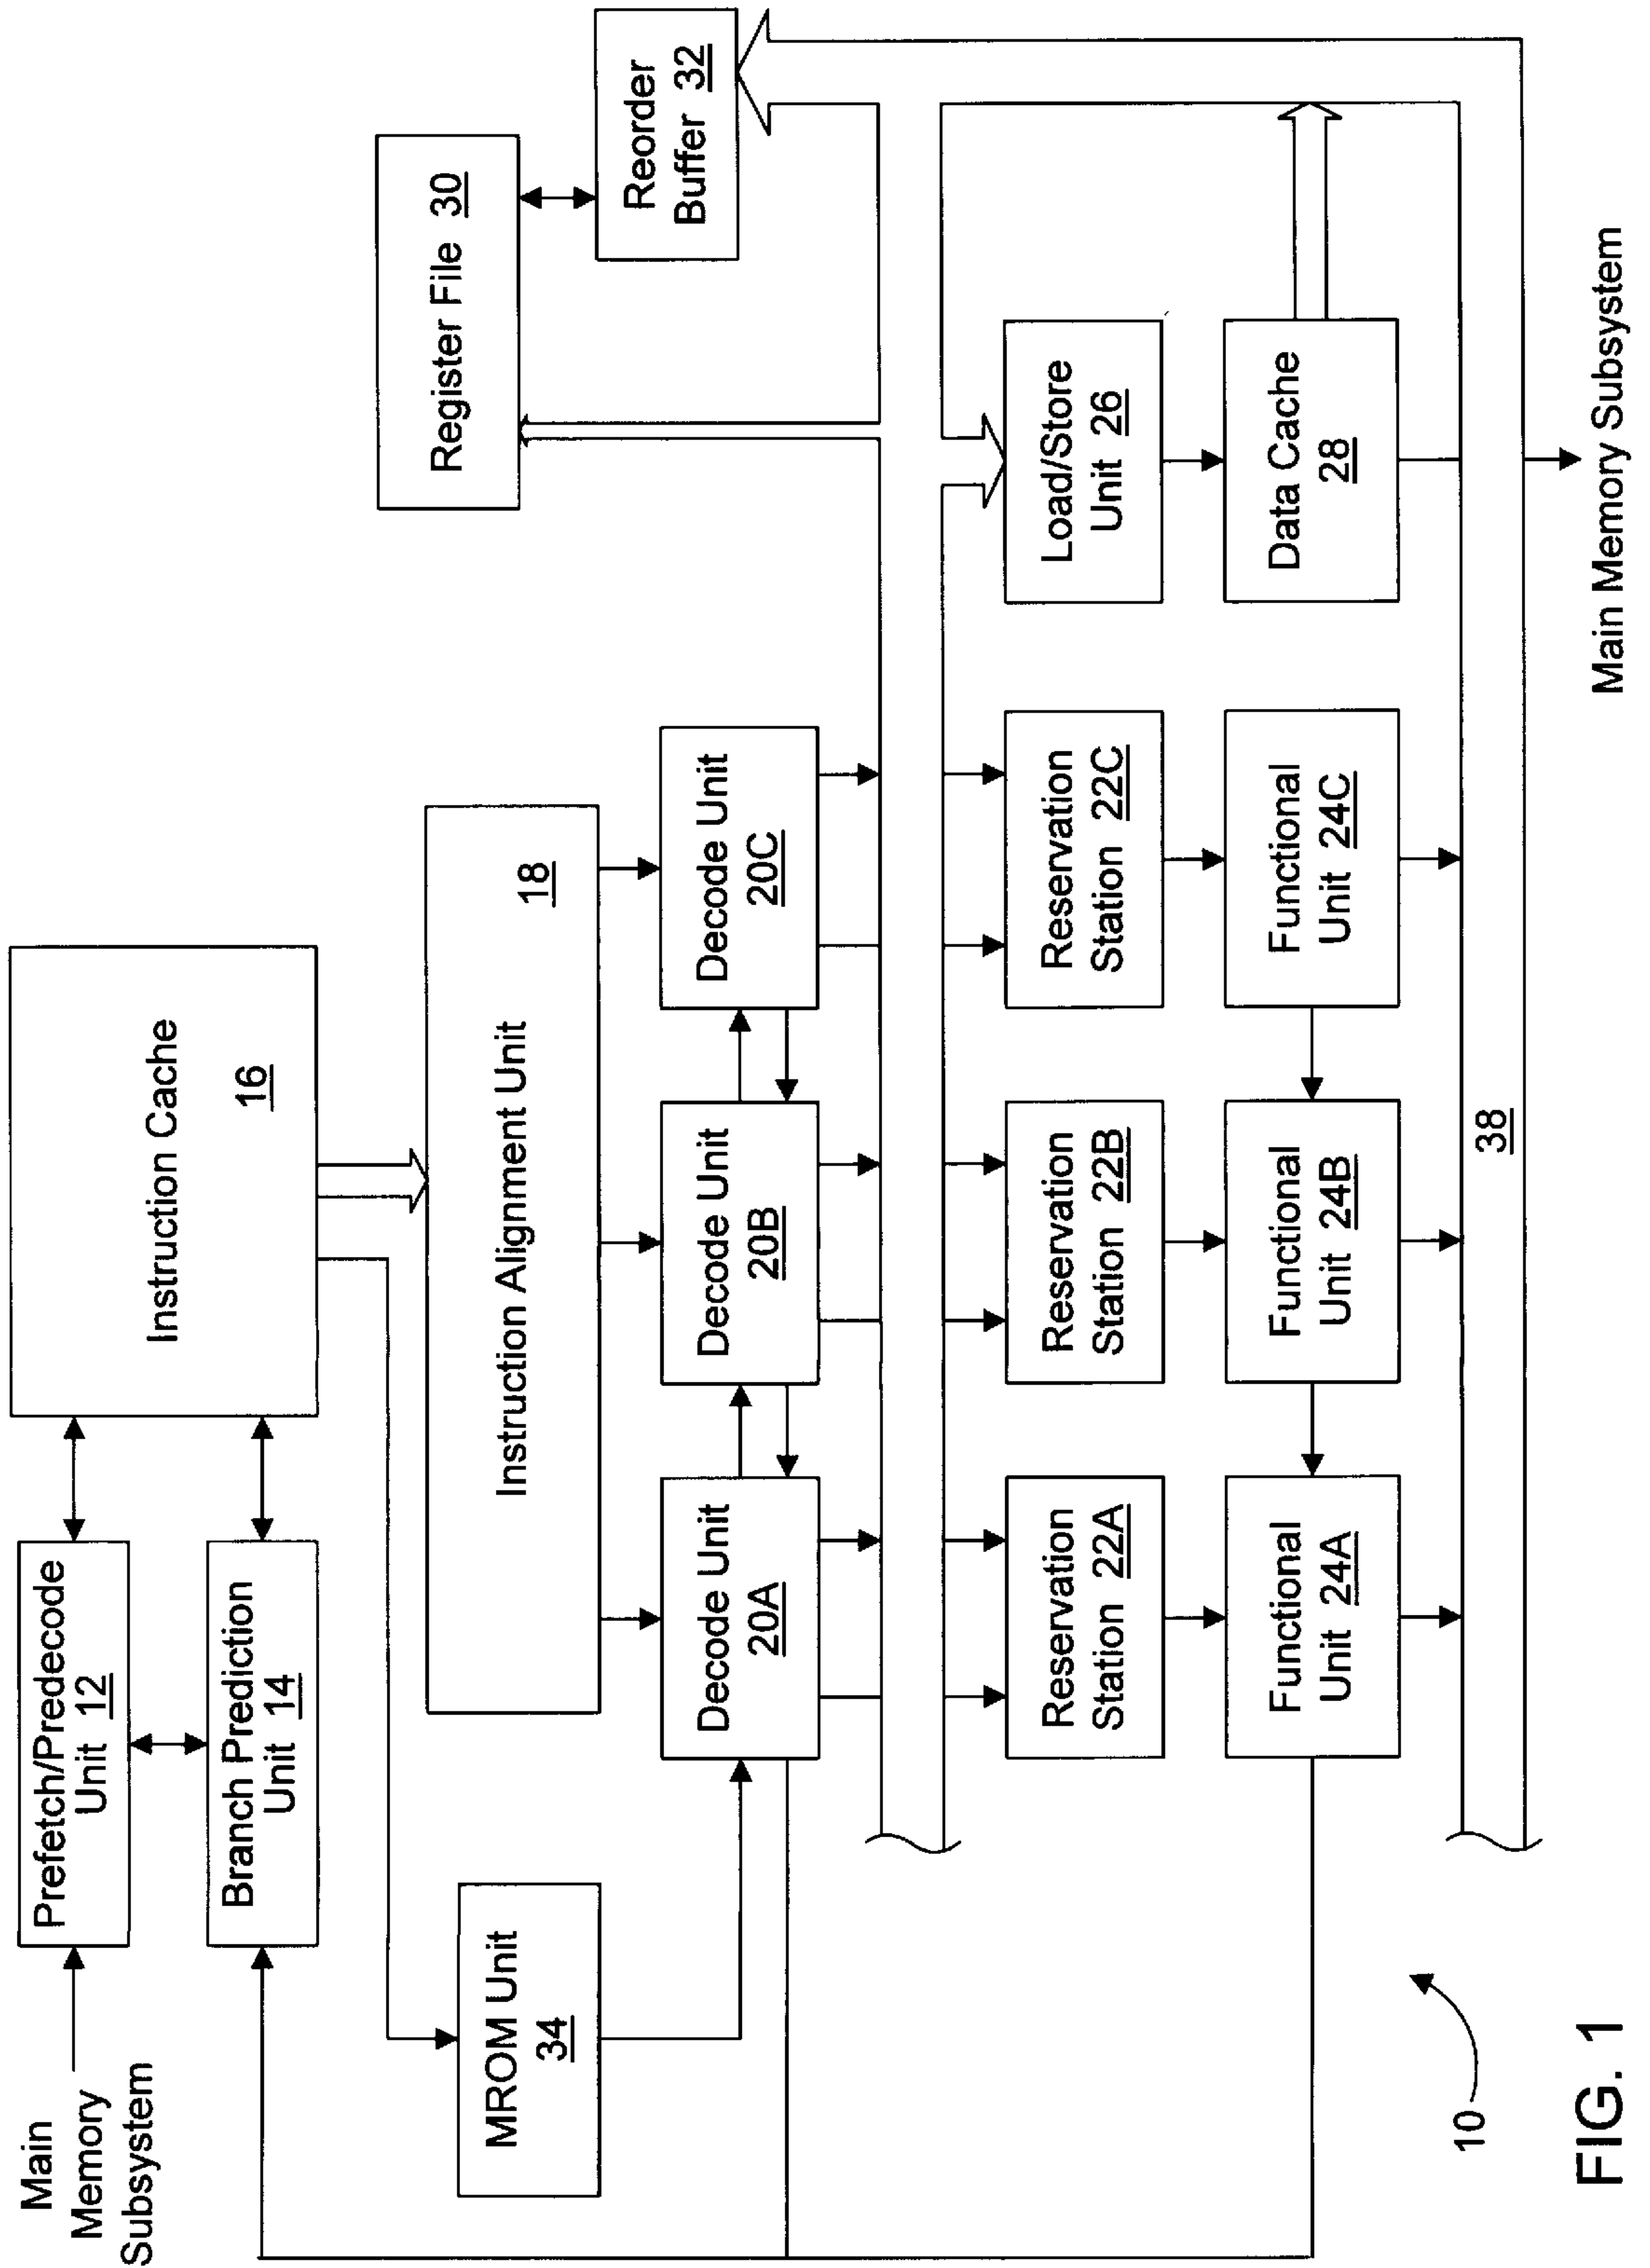 Main
Memory
Subsystem
Prefetch/Predecode
Unit 12
Branch Prediction
Unit 14
Instruction Cache
16
MROM Unit
34
Instruction Alignment Unit
18
Register File 30
Reorder
Buffer 32
Decode Unit
20A
Decode Unit
20B
Decode Unit
20C
Reservation
Station 22A
Reservation
Station 22B
Reservation
Station 22C
Load/Store
Unit 26
Functional
Unit 24A
Functional
Unit 24B
Functional
Unit 24C
Data Cache
28
38
Main Memory Subsystem
10
FIG. 1